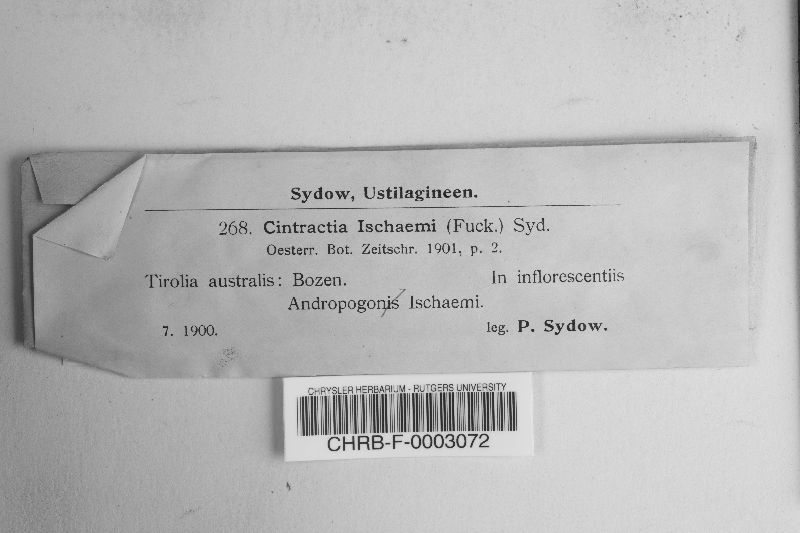 Sydow, Ustilagineen.
268. Cintractia Ischaemi (Fuck.) Syd.
Oesterr. Bot. Zeitschr. 1901, p. 2.
Tirolia australis: Bozen. In inflorescentiis
Andropogonis Ischaemi.
7. 1900. leg. P. Sydow.
CHRYSLER HERBARIUM - RUTGERS UNIVERSITY
CHRB-F-0003072